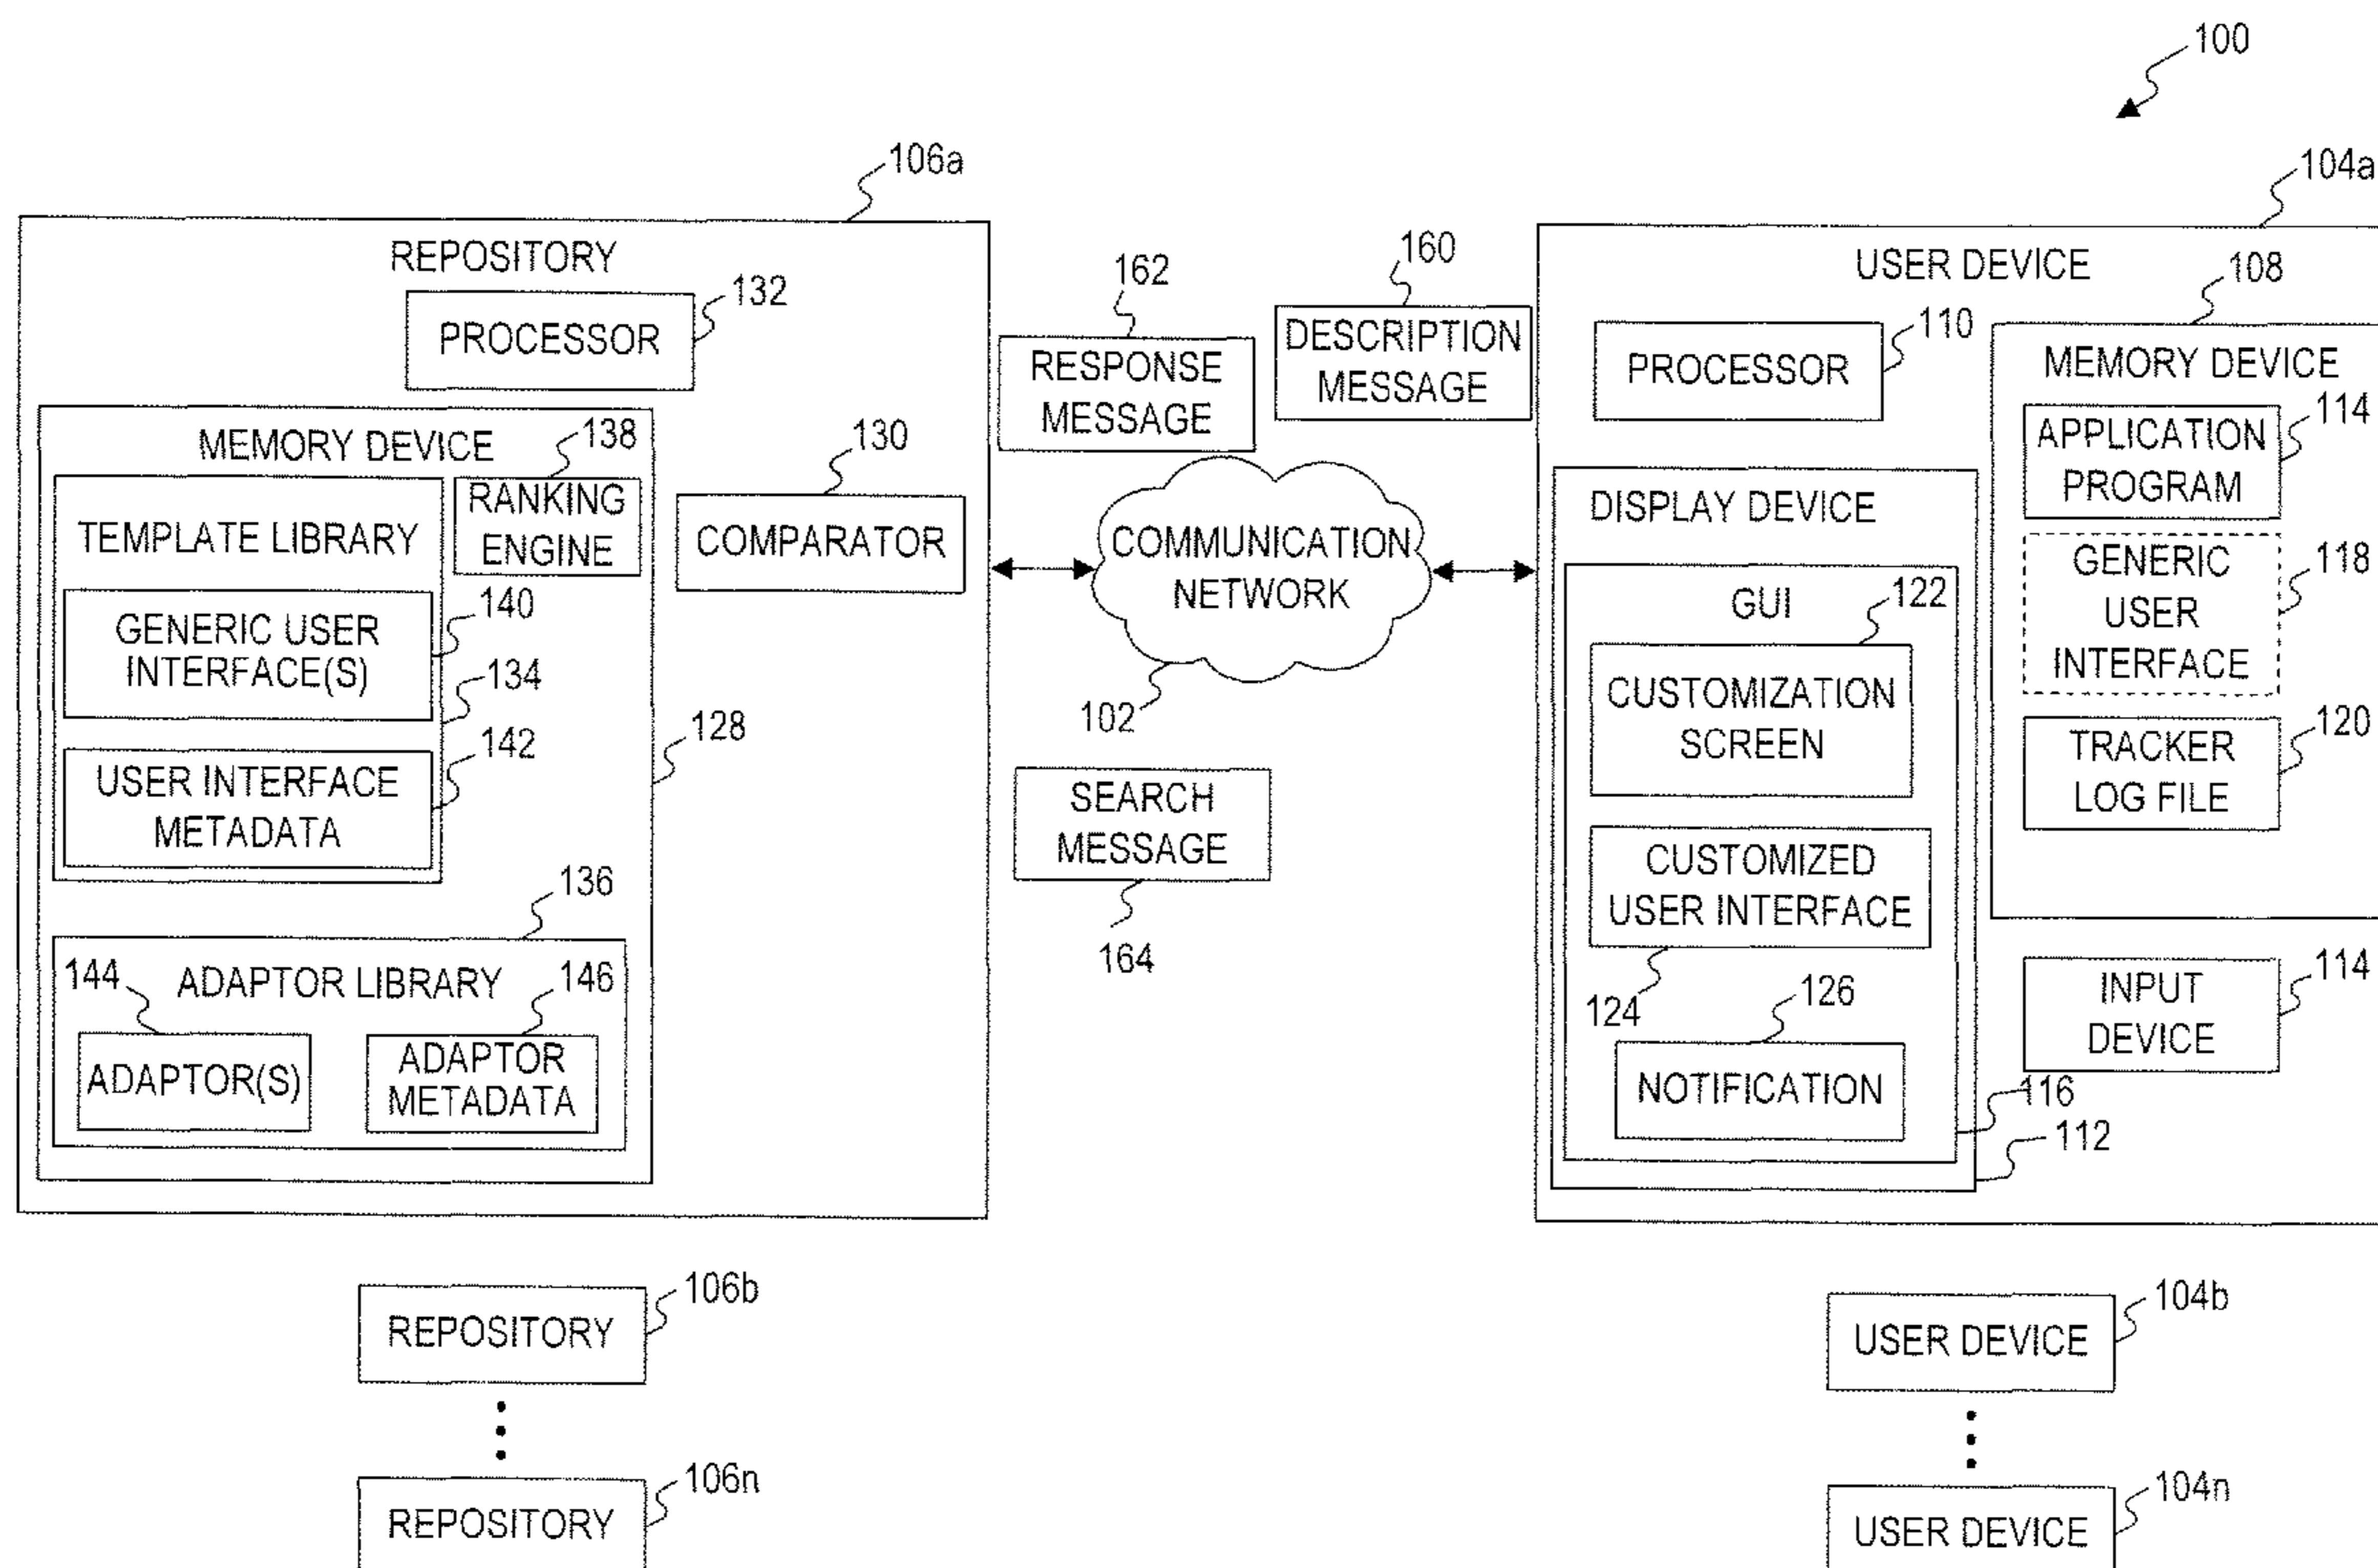 100
106a
104a
REPOSITORY
132
PROCESSOR
MEMORY DEVICE
138
RANKING
ENGINE
130
COMPARATOR
TEMPLATE LIBRARY
140
GENERIC USER
INTERFACE(S)
134
142
USER INTERFACE
METADATA
128
136
144
ADAPTOR LIBRARY
146
ADAPTOR(S)
ADAPTOR
METADATA
162
RESPONSE
MESSAGE
160
DESCRIPTION
MESSAGE
COMMUNICATION
NETWORK
102
SEARCH
MESSAGE
164
USER DEVICE
108
110
PROCESSOR
MEMORY DEVICE
114
APPLICATION
PROGRAM
118
GENERIC
USER
INTERFACE
120
TRACKER
LOG FILE
DISPLAY DEVICE
GUI
122
CUSTOMIZATION
SCREEN
CUSTOMIZED
USER INTERFACE
124
126
NOTIFICATION
114
INPUT
DEVICE
116
112
106b
REPOSITORY
106n
REPOSITORY
104b
USER DEVICE
104n
USER DEVICE